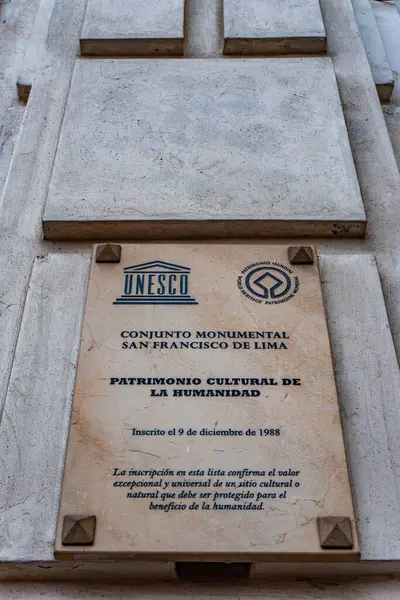 UNESCO
CONJUNTO MONUMENTAL
SAN FRANCISCO DE LIMA
PATRIMONIO CULTURAL DE
LA HUMANIDAD
Inscrito el 9 de diciembre de 1988
La inscripción en esta lista confirma el valor
excepcional y universal de un sitio cultural o
natural que debe ser protegido para el
beneficio de la humanidad.